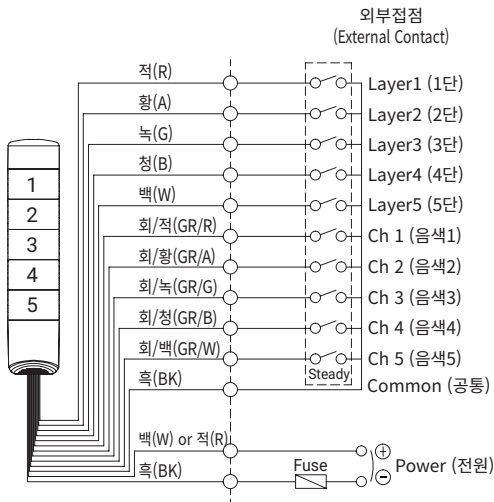 외부접점
(External Contact)
적(R)
Layer1 (1단)
황(A)
Layer2 (2단)
녹(G)
Layer3 (3단)
청(B)
Layer4 (4단)
백(W)
Layer5 (5단)
회/적(GR/R)
Ch 1 (음색1)
회/황(GR/A)
Ch 2 (음색2)
회/녹(GR/G)
Ch 3 (음색3)
회/청(GR/B)
Ch 4 (음색4)
회/백(GR/W)
Ch 5 (음색5)
Steady
흑(BK)
Common (공통)
1
2
3
4
5
백(W) or 적(R)
흑(BK)
Fuse
+
−
Power (전원)